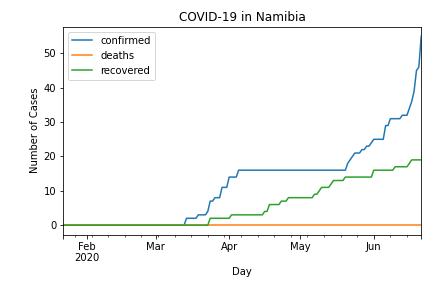 COVID-19 in Namibia
confirmed
deaths
recovered
Number of Cases
50
40
30
20
10
0
Feb
2020
Mar
Apr
May
Jun
Day